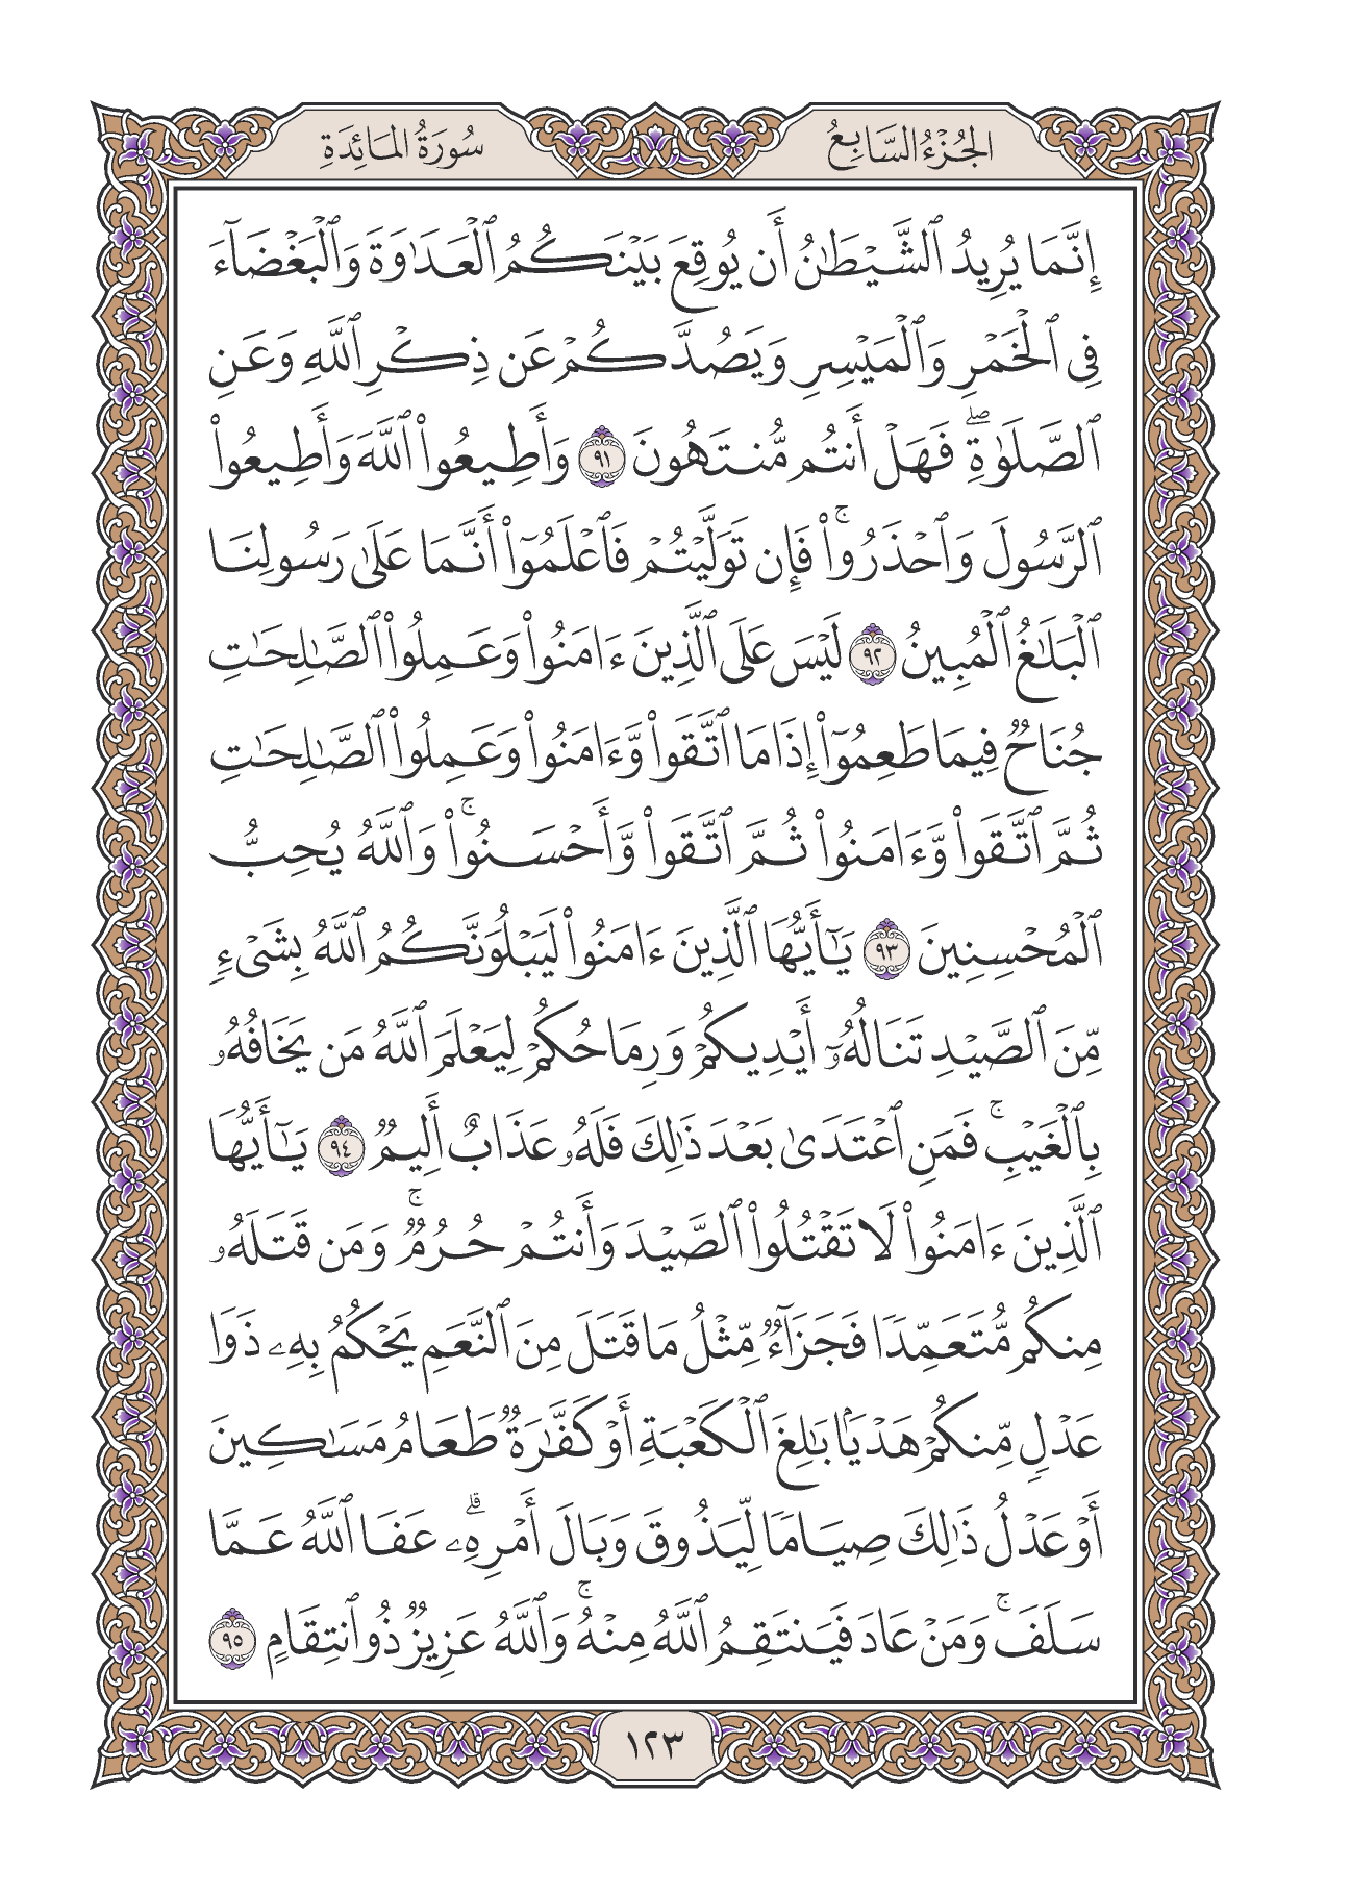 الجُزْءُ السَّابِعُ
سُورَةُ المَائِدَةِ
إِنَّمَا يُرِيدُ ٱلشَّيْطَٰنُ أَن يُوقِعَ بَيْنَكُمُ ٱلْعَدَٰوَةَ وَٱلْبَغْضَآءَ
فِي ٱلْخَمْرِ وَٱلْمَيْسِرِ وَيَصُدَّكُمْ عَن ذِكْرِ ٱللَّهِ وَعَنِ
ٱلصَّلَوٰةِۖ فَهَلْ أَنتُم مُّنتَهُونَ ٩١ وَأَطِيعُوا۟ ٱللَّهَ وَأَطِيعُوا۟
ٱلرَّسُولَ وَٱحْذَرُوا۟ۚ فَإِن تَوَلَّيْتُمْ فَٱعْلَمُوٓا۟ أَنَّمَا عَلَىٰ رَسُولِنَا
ٱلْبَلَٰغُ ٱلْمُبِينُ ٩٢ لَيْسَ عَلَى ٱلَّذِينَ ءَامَنُوا۟ وَعَمِلُوا۟ ٱلصَّٰلِحَٰتِ
جُنَاحٌ فِيمَا طَعِمُوٓا۟ إِذَا مَا ٱتَّقَوا۟ وَّءَامَنُوا۟ وَعَمِلُوا۟ ٱلصَّٰلِحَٰتِ
ثُمَّ ٱتَّقَوا۟ وَّءَامَنُوا۟ ثُمَّ ٱتَّقَوا۟ وَّأَحْسَنُوا۟ۚ وَٱللَّهُ يُحِبُّ
ٱلْمُحْسِنِينَ ٩٣ يَٰٓأَيُّهَا ٱلَّذِينَ ءَامَنُوا۟ لَيَبْلُوَنَّكُمُ ٱللَّهُ بِشَىْءٍ
مِّنَ ٱلصَّيْدِ تَنَالُهُۥٓ أَيْدِيكُمْ وَرِمَاحُكُمْ لِيَعْلَمَ ٱللَّهُ مَن يَخَافُهُۥ
بِٱلْغَيْبِۚ فَمَنِ ٱعْتَدَىٰ بَعْدَ ذَٰلِكَ فَلَهُۥ عَذَابٌ أَلِيمٌ ٩٤ يَٰٓأَيُّهَا
ٱلَّذِينَ ءَامَنُوا۟ لَا تَقْتُلُوا۟ ٱلصَّيْدَ وَأَنتُمْ حُرُمٌۚ وَمَن قَتَلَهُۥ
مِنكُم مُّتَعَمِّدًا فَجَزَآءٌ مِّثْلُ مَا قَتَلَ مِنَ ٱلنَّعَمِ يَحْكُمُ بِهِۦ ذَوَا
عَدْلٍ مِّنكُمْ هَدْيًۢا بَٰلِغَ ٱلْكَعْبَةِ أَوْ كَفَّٰرَةٌ طَعَامُ مَسَٰكِينَ
أَوْ عَدْلُ ذَٰلِكَ صِيَامًا لِّيَذُوقَ وَبَالَ أَمْرِهِۦۗ عَفَا ٱللَّهُ عَمَّا
سَلَفَۚ وَمَنْ عَادَ فَيَنتَقِمُ ٱللَّهُ مِنْهُۚ وَٱللَّهُ عَزِيزٌ ذُو ٱنتِقَامٍ ٩٥
١٢٣